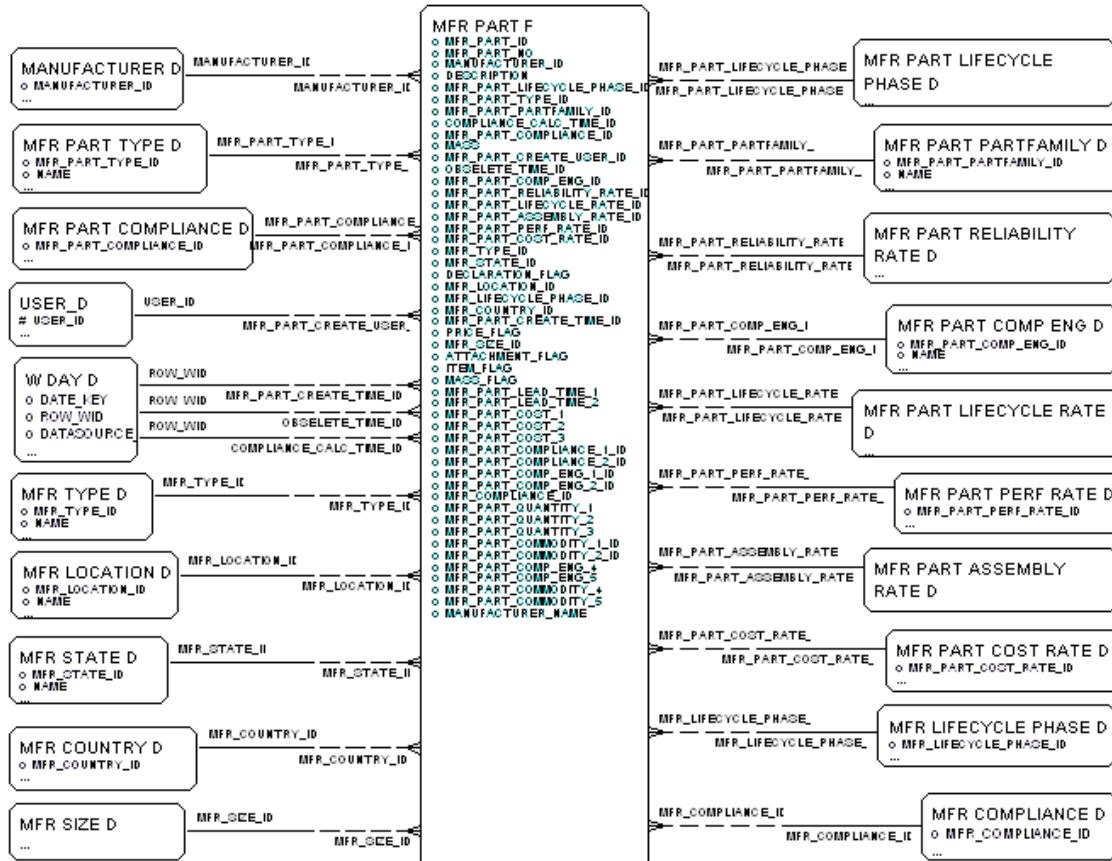 MANUFACTURER D
MANUFACTURER_ID
...
MANUFACTURER_ID
MANUFACTURER_ID
MFR PART TYPE D
MFR_PART_TYPE_ID
NAME
...
MFR_PART_TYPE_I
MFR_PART_TYPE_
MFR PART COMPLIANCE D
MFR_PART_COMPLIANCE_ID
...
MFR_PART_COMPLIANCE_
MFR_PART_COMPLIANCE_I
USER_D
# USER_ID
...
USER_ID
MFR_PART_CREATE_USER_
W DAY D
DATE_KEY
ROW_WID
DATASOURCE_
...
ROW_WID
MFR_PART_CREATE_TIME_ID
ROW_WID
OBSELETE_TIME_ID
ROW_WID
COMPLIANCE_CALC_TIME_ID
MFR TYPE D
MFR_TYPE_ID
NAME
...
MFR_TYPE_ID
MFR_TYPE_ID
MFR LOCATION D
MFR_LOCATION_ID
NAME
...
MFR_LOCATION_ID
MFR_LOCATION_ID
MFR STATE D
MFR_STATE_ID
NAME
...
MFR_STATE_II
MFR_STATE_II
MFR COUNTRY D
MFR_COUNTRY_ID
...
MFR_COUNTRY_ID
MFR_COUNTRY_ID
MFR SIZE D
...
MFR_SIZE_ID
MFR_SIZE_ID
MFR PART F
MFR_PART_ID
MFR_PART_NO
MANUFACTURER_ID
DESCRIPTION
MFR_PART_LIFECYCLE_PHASE_ID
MFR_PART_TYPE_ID
MFR_PART_PARTFAMILY_ID
COMPLIANCE_CALC_TIME_ID
MFR_PART_COMPLIANCE_ID
MASS
MFR_PART_CREATE_USER_ID
OBSELETE_TIME_ID
MFR_PART_COMP_ENG_ID
MFR_PART_RELIABILITY_RATE_ID
MFR_PART_LIFECYCLE_RATE_ID
MFR_PART_ASSEMBLY_RATE_ID
MFR_PART_PERF_RATE_ID
MFR_PART_COST_RATE_ID
MFR_TYPE_ID
MFR_STATE_ID
DECLARATION_FLAG
MFR_LOCATION_ID
MFR_LIFECYCLE_PHASE_ID
MFR_COUNTRY_ID
MFR_PART_CREATE_TIME_ID
PRICE_FLAG
MFR_SIZE_ID
ATTACHMENT_FLAG
ITEM_FLAG
MASS_FLAG
MFR_PART_LEAD_TIME_1
MFR_PART_LEAD_TIME_2
MFR_PART_COST_1
MFR_PART_COST_2
MFR_PART_COST_3
MFR_PART_COMPLIANCE_1_ID
MFR_PART_COMPLIANCE_2_ID
MFR_PART_COMP_ENG_1_ID
MFR_PART_COMP_ENG_2_ID
MFR_COMPLIANCE_ID
MFR_PART_QUANTITY_1
MFR_PART_QUANTITY_2
MFR_PART_QUANTITY_3
MFR_PART_COMMODITY_1_ID
MFR_PART_COMMODITY_2_ID
MFR_PART_COMP_ENG_4
MFR_PART_COMP_ENG_5
MFR_PART_COMMODITY_4
MFR_PART_COMMODITY_5
MANUFACTURER_NAME
MFR_PART_LIFECYCLE_PHASE
MFR_PART_LIFECYCLE_PHASE
MFR PART LIFECYCLE
PHASE D
...
MFR_PART_PARTFAMILY_
MFR_PART_PARTFAMILY_
MFR PART PARTFAMILY D
MFR_PART_PARTFAMILY_ID
NAME
...
MFR_PART_RELIABILITY_RATE
MFR_PART_RELIABILITY_RATE
MFR PART RELIABILITY
RATE D
...
MFR_PART_COMP_ENG_I
MFR_PART_COMP_ENG_I
MFR PART COMP ENG D
MFR_PART_COMP_ENG_ID
NAME
...
MFR_PART_LIFECYCLE_RATE
MFR_PART_LIFECYCLE_RATE
MFR PART LIFECYCLE RATE
D
...
MFR_PART_PERF_RATE_
MFR_PART_PERF_RATE_
MFR PART PERF RATE D
MFR_PART_PERF_RATE_ID
...
MFR_PART_ASSEMBLY_RATE
MFR_PART_ASSEMBLY_RATE
MFR PART ASSEMBLY
RATE D
MFR_PART_COST_RATE_
MFR_PART_COST_RATE_
MFR PART COST RATE D
MFR_PART_COST_RATE_ID
...
MFR_LIFECYCLE_PHASE_
MFR_LIFECYCLE_PHASE_
MFR LIFECYCLE PHASE D
MFR_LIFECYCLE_PHASE_ID
...
MFR_COMPLIANCE_ID
MFR_COMPLIANCE_ID
MFR COMPLIANCE D
MFR_COMPLIANCE_ID
...